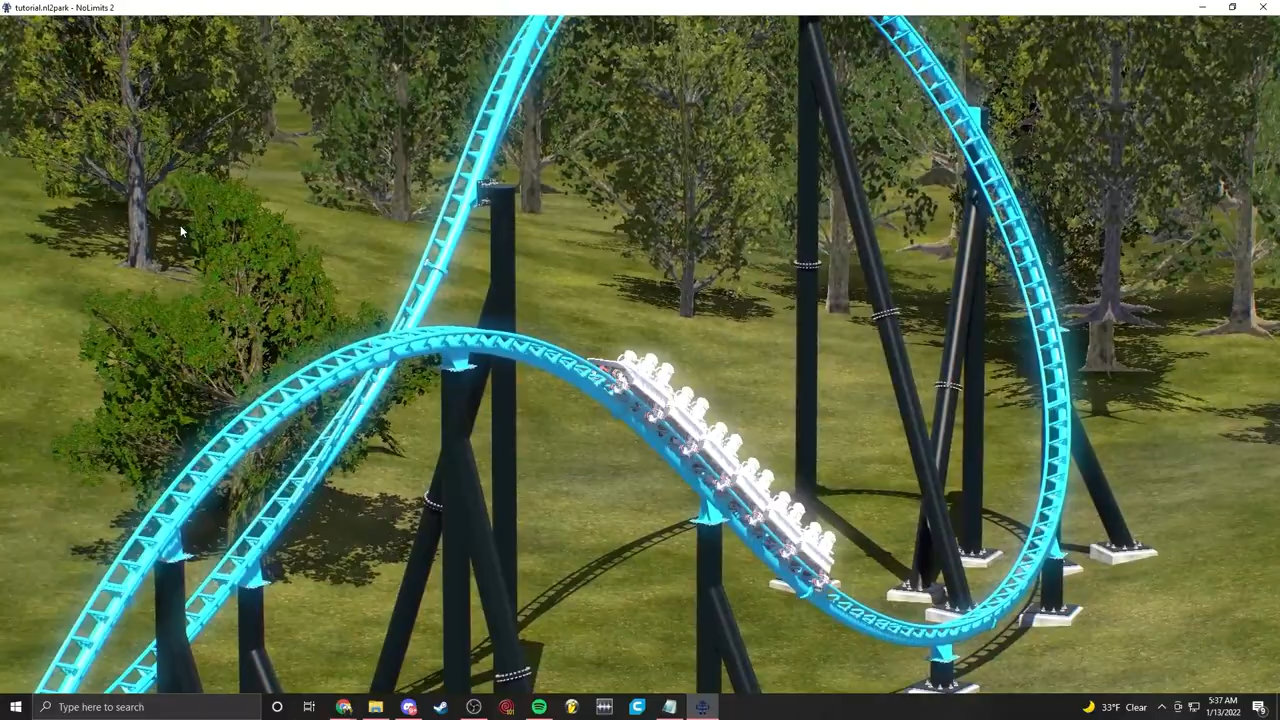 tutorial.nl2park - NoLimits 2
Type here to search
33°F Clear
5:37 AM
1/13/2022